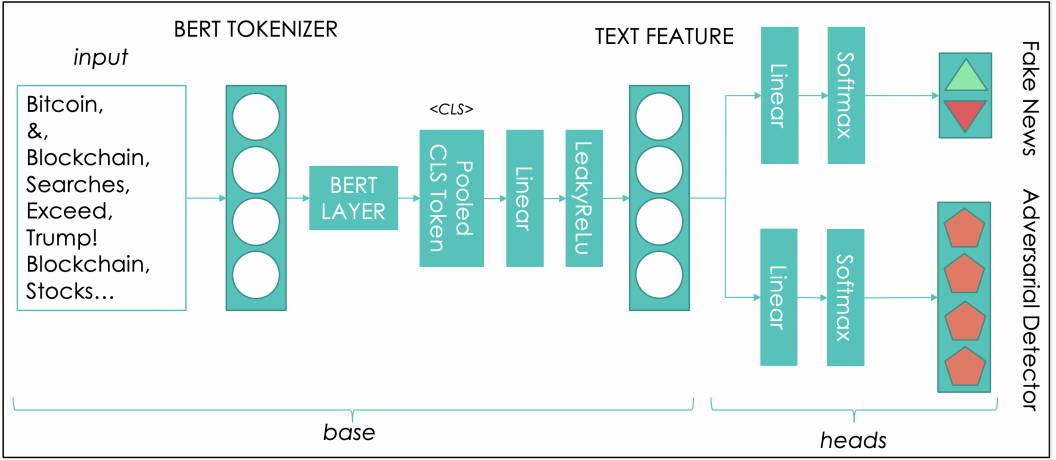 BERT TOKENIZER
input
Bitcoin,
&,
Blockchain,
Searches,
Exceed,
Trump!
Blockchain,
Stocks...
BERT
LAYER
<CLS>
Pooled
CLS Token
Linear
LeakyReLu
TEXT FEATURE
Linear
Softmax
Fake News
Linear
Softmax
Adversarial Detector
base
heads